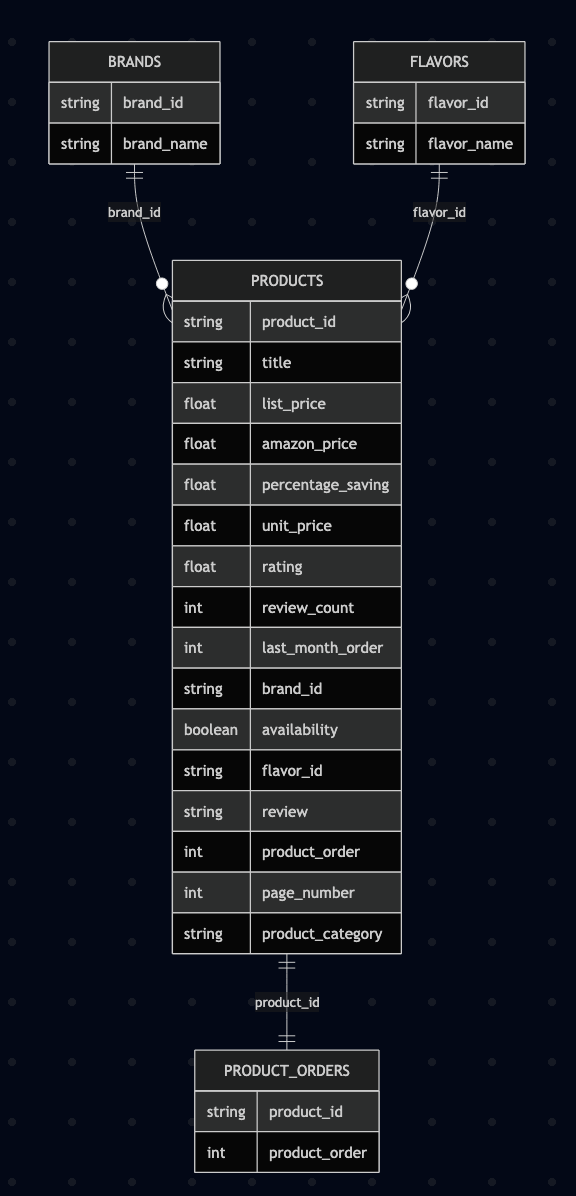 BRANDS
string brand_id
string brand_name
FLAVORS
string flavor_id
string flavor_name
brand_id
flavor_id
PRODUCTS
string product_id
string title
float list_price
float amazon_price
float percentage_saving
float unit_price
float rating
int review_count
int last_month_order
string brand_id
boolean availability
string flavor_id
string review
int product_order
int page_number
string product_category
product_id
PRODUCT_ORDERS
string product_id
int product_order